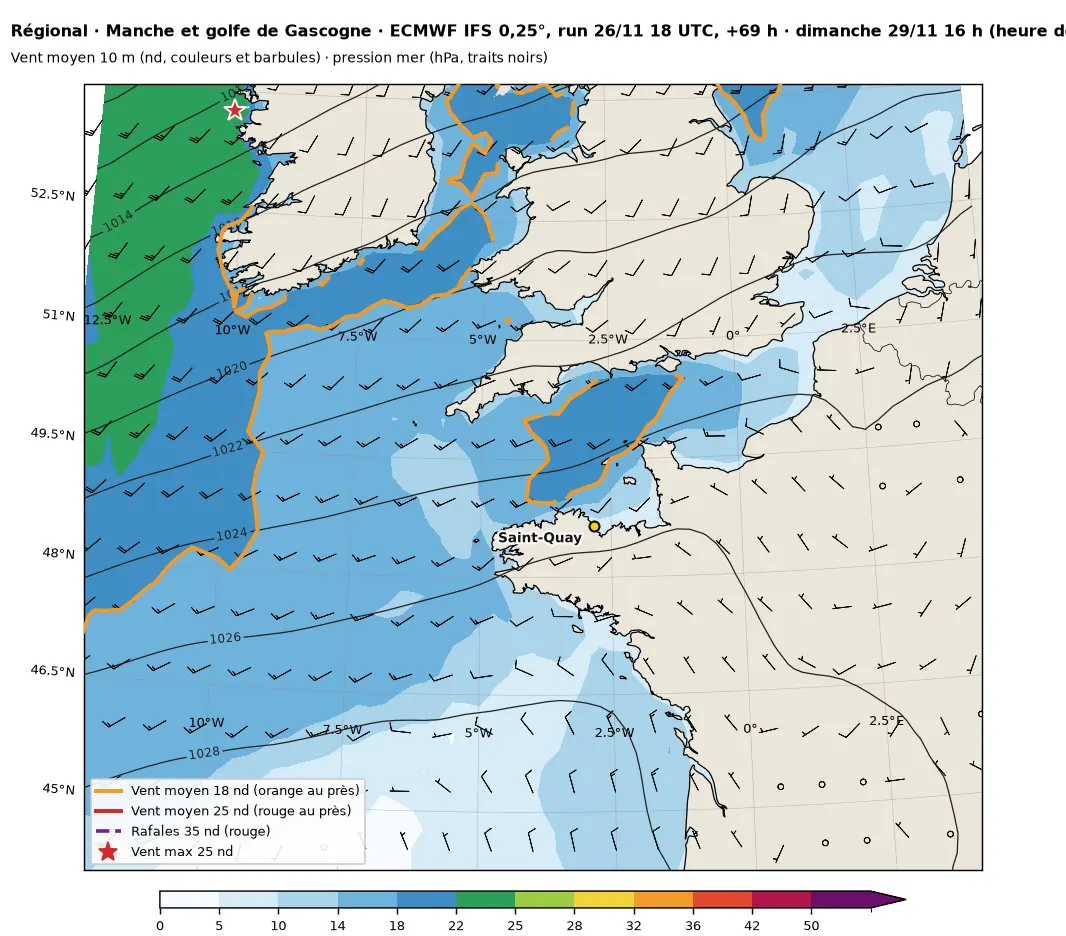 Régional · Manche et golfe de Gascogne · ECMWF IFS 0,25°, run 26/11 18 UTC, +69 h · dimanche 29/11 16 h (heure d
Vent moyen 10 m (nd, couleurs et barbules) · pression mer (hPa, traits noirs)
52.5°N
1014
51°N
12.5°W
10°W
7.5°W
5°W
2.5°W
0°
2.5°E
1020
49.5°N
1022
1024
Saint-Quay
48°N
1026
46.5°N
10°W
7.5°W
5°W
2.5°W
0°
2.5°E
1028
45°N
Vent moyen 18 nd (orange au près)
Vent moyen 25 nd (rouge au près)
Rafales 35 nd (rouge)
Vent max 25 nd
0 5 10 14 18 22 25 28 32 36 42 50